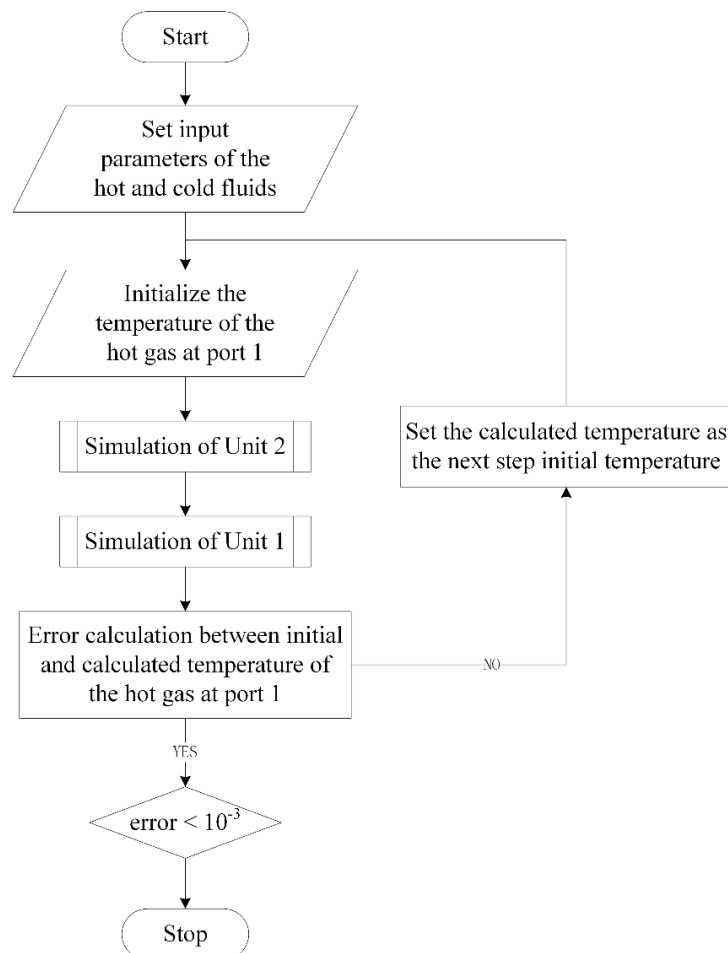 Start
Set input
parameters of the
hot and cold fluids
Initialize the
temperature of the
hot gas at port 1
Simulation of Unit 2
Set the calculated temperature as
the next step initial temperature
Simulation of Unit 1
Error calculation between initial
and calculated temperature of
the hot gas at port 1
NO
YES
error < 10⁻³
Stop